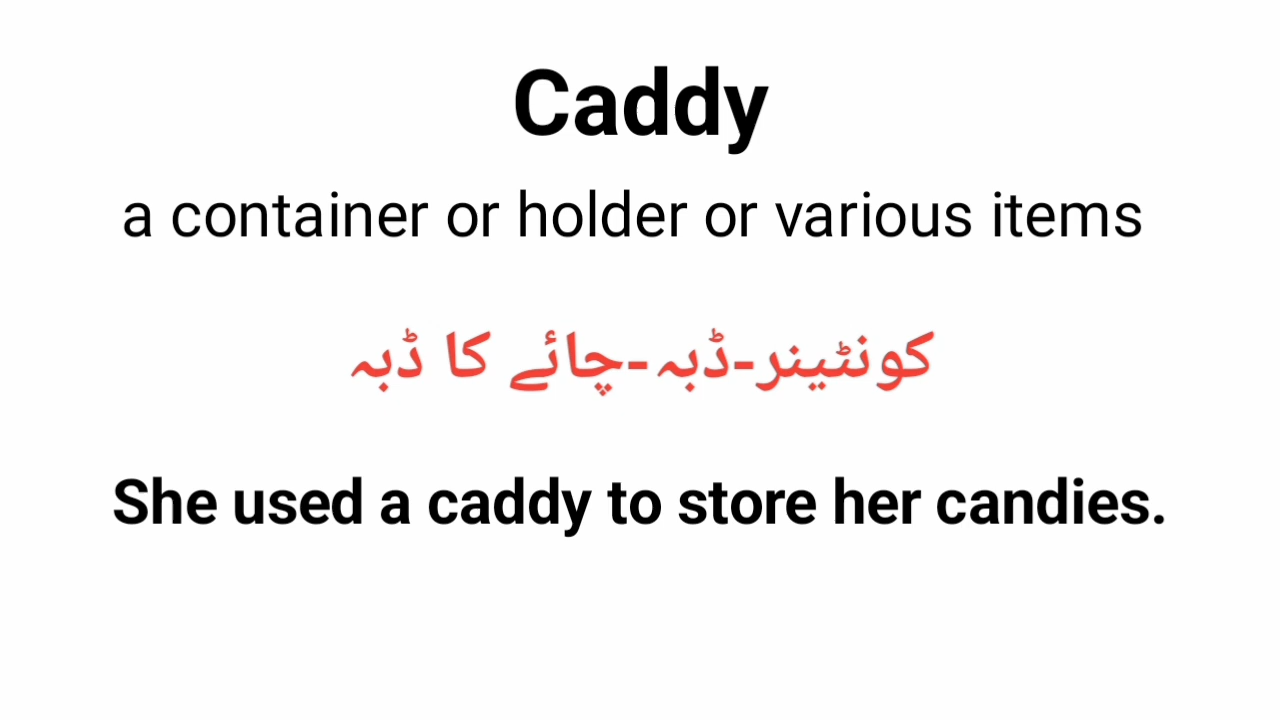 Caddy
a container or holder or various items
کونٹینر-ڈبہ-چائے کا ڈبہ
She used a caddy to store her candies.